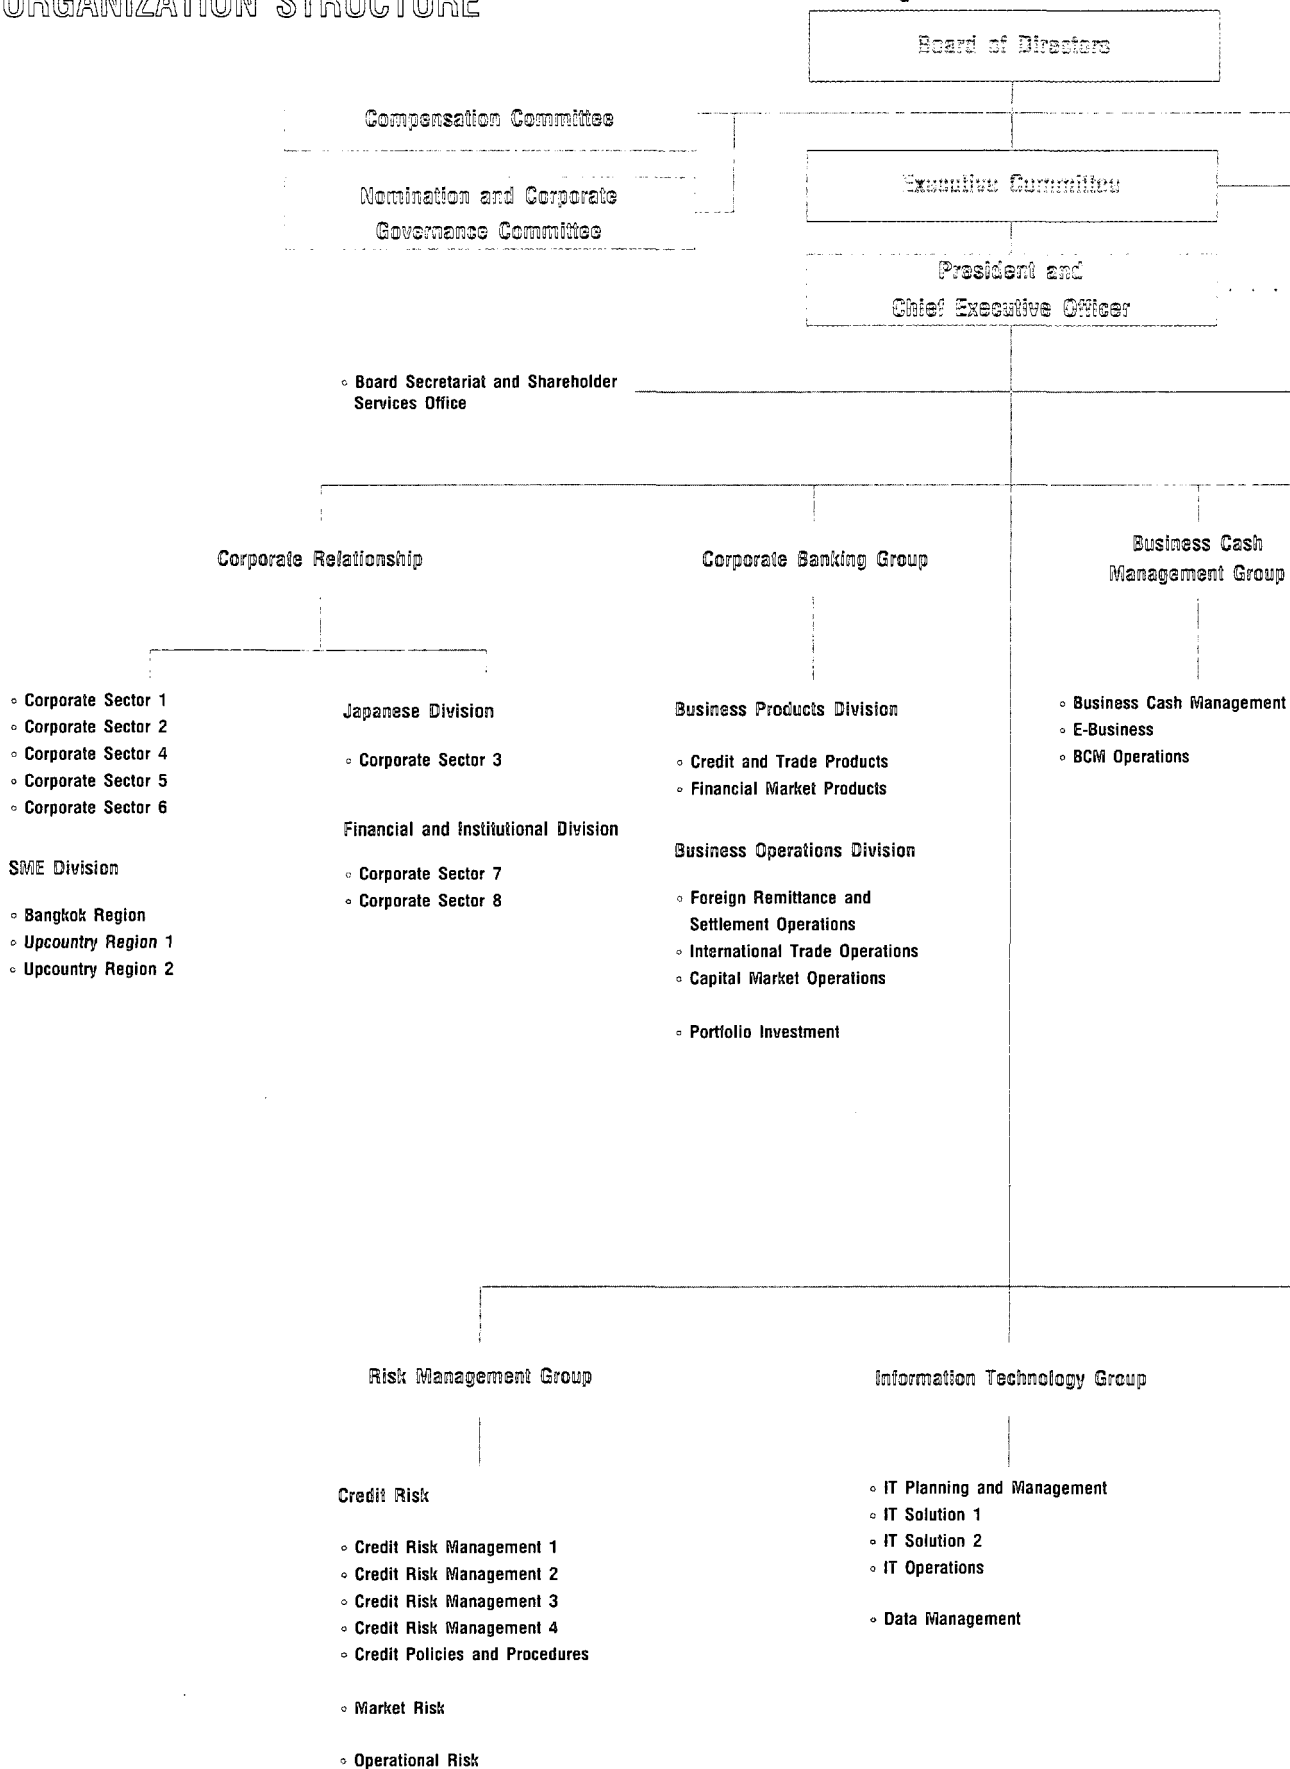 ORGANIZATION STRUCTURE
Board of Directors
Compensation Committee
Nomination and Corporate
Governance Committee
Executive Committee
President and
Chief Executive Officer
◦ Board Secretariat and Shareholder
Services Office
Corporate Relationship
◦ Corporate Sector 1
◦ Corporate Sector 2
◦ Corporate Sector 4
◦ Corporate Sector 5
◦ Corporate Sector 6
SME Division
◦ Bangkok Region
◦ Upcountry Region 1
◦ Upcountry Region 2
Japanese Division
◦ Corporate Sector 3
Financial and Institutional Division
◦ Corporate Sector 7
◦ Corporate Sector 8
Corporate Banking Group
Business Products Division
◦ Credit and Trade Products
◦ Financial Market Products
Business Operations Division
◦ Foreign Remittance and
Settlement Operations
◦ International Trade Operations
◦ Capital Market Operations
◦ Portfolio Investment
Business Cash
Management Group
◦ Business Cash Management
◦ E-Business
◦ BCM Operations
Risk Management Group
Credit Risk
◦ Credit Risk Management 1
◦ Credit Risk Management 2
◦ Credit Risk Management 3
◦ Credit Risk Management 4
◦ Credit Policies and Procedures
◦ Market Risk
◦ Operational Risk
Information Technology Group
◦ IT Planning and Management
◦ IT Solution 1
◦ IT Solution 2
◦ IT Operations
◦ Data Management